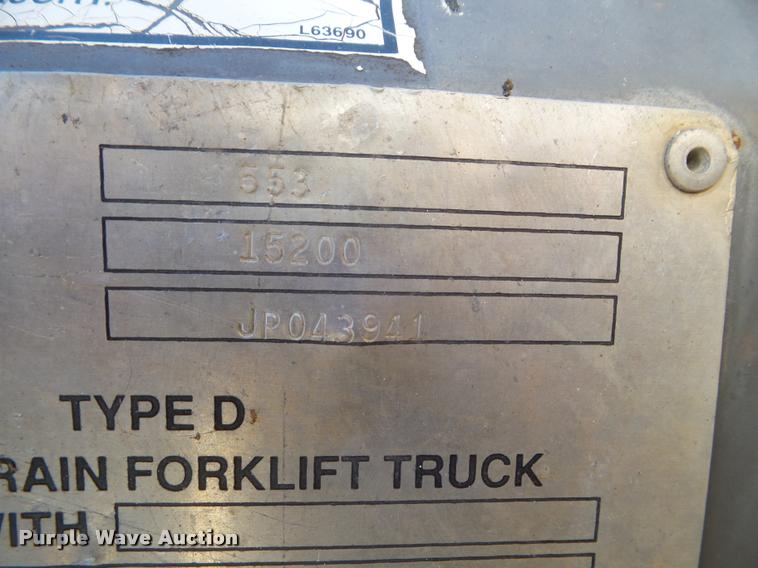 L63690
553
15200
JP043941
TYPE D
RAIN FORKLIFT TRUCK
WITH
Purple Wave Auction